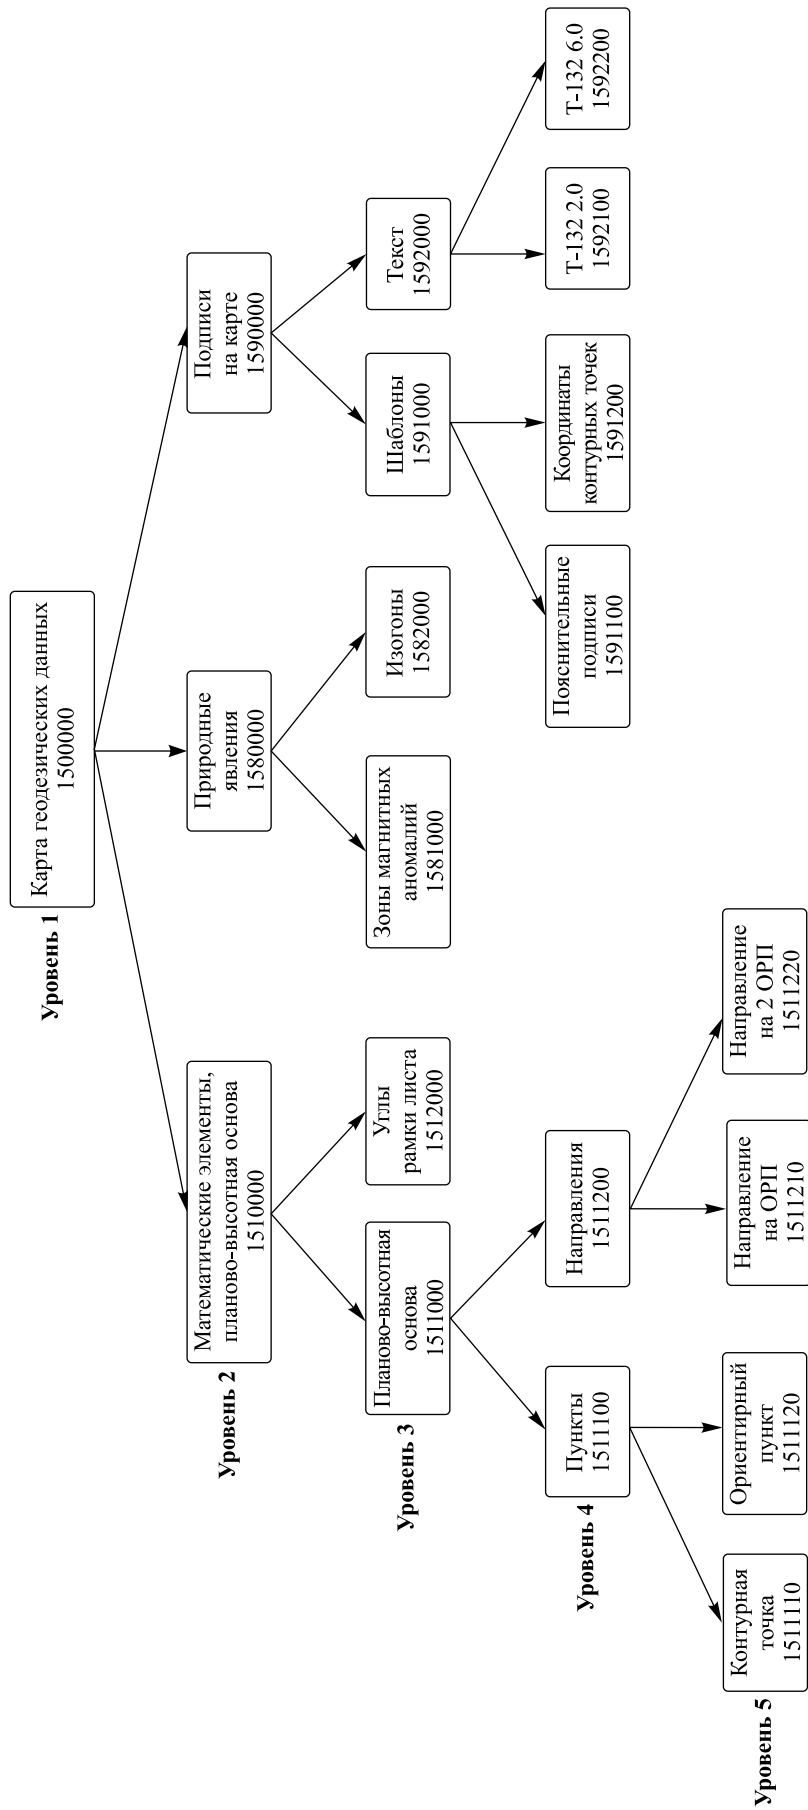 Уровень 1
Карта геодезических данных
1500000
Уровень 2
Математические элементы,
планово-высотная основа
1510000
Природные
явления
1580000
Подписи
на карте
1590000
Уровень 3
Планово-высотная
основа
1511000
Углы
рамки листа
1512000
Зоны магнитных
аномалий
1581000
Изогоны
1582000
Шаблоны
1591000
Текст
1592000
Уровень 4
Пункты
1511100
Направления
1511200
Пояснительные
подписи
1591100
Координаты
контурных точек
1591200
Т-132 2.0
1592100
Т-132 6.0
1592200
Уровень 5
Контурная
точка
1511110
Ориентирный
пункт
1511120
Направление
на ОРП
1511210
Направление
на 2 ОРП
1511220